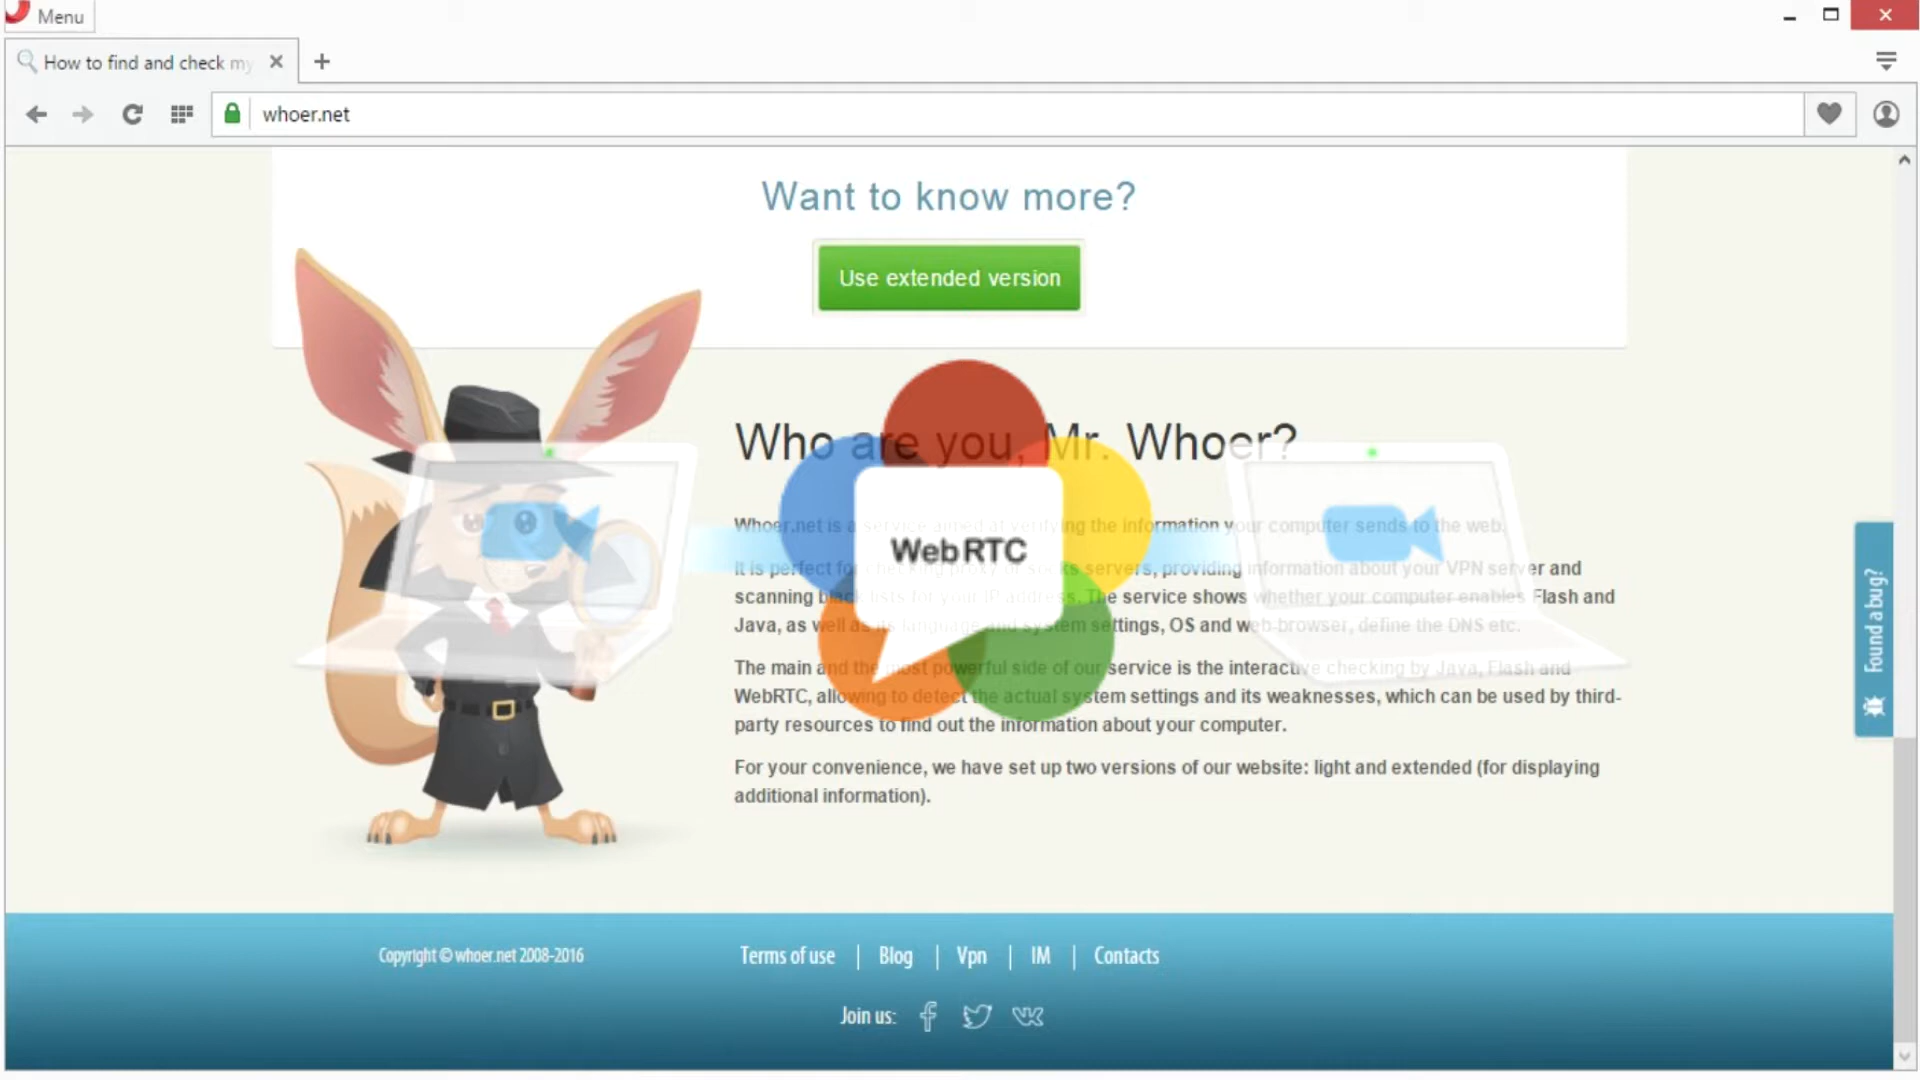 Menu
How to find and check my
whoer.net
Want to know more?
Use extended version
Who are you, Mr. Whoer?
WebRTC
Whoer.net is a service aimed at verifying the information your computer sends to the web.
It is perfect for checking proxy or socks servers, providing information about your VPN server and
scanning black lists for your IP address. The service shows whether your computer enables Flash and
Java, as well as its language and system settings, OS and web-browser, define the DNS etc.
The main and the most powerful side of our service is the interactive checking by Java, Flash and
WebRTC, allowing to detect the actual system settings and its weaknesses, which can be used by third-
party resources to find out the information about your computer.
For your convenience, we have set up two versions of our website: light and extended (for displaying
additional information).
Found a bug?
Copyright © whoer.net 2008-2016
Terms of use | Blog | Vpn | IM | Contacts
Join us: